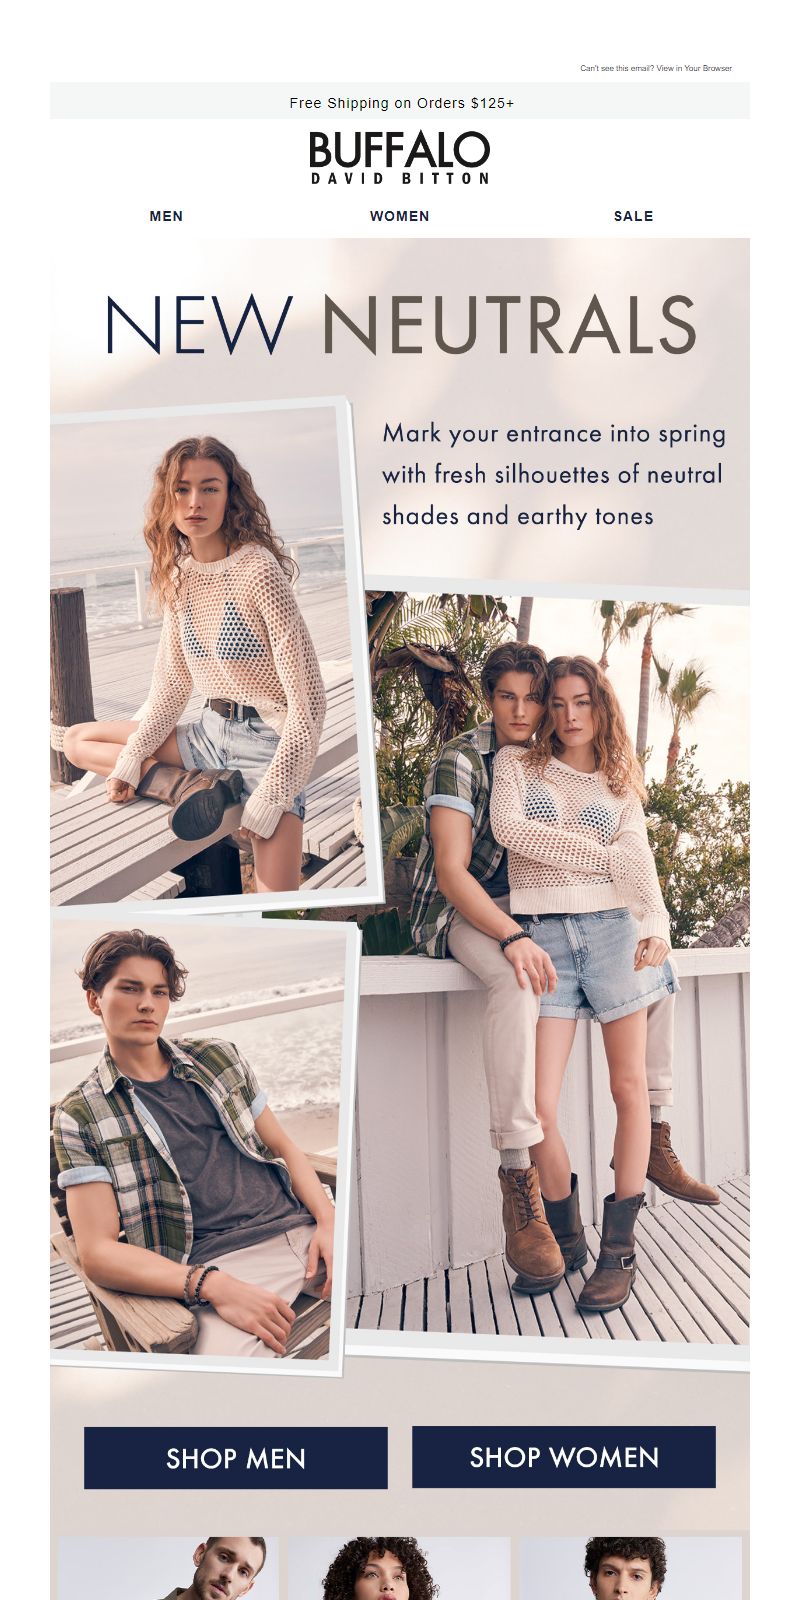 Can't see this email? View in Your Browser
Free Shipping on Orders $125+
BUFFALO
DAVID BITTON
MEN WOMEN SALE
NEW NEUTRALS
Mark your entrance into spring
with fresh silhouettes of neutral
shades and earthy tones
SHOP MEN SHOP WOMEN